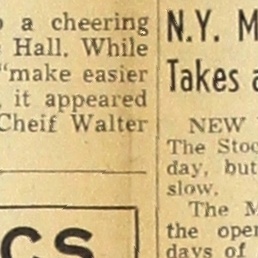 o a cheering
Hall. While
"make easier
it appeared
Cheif Walter
CS
N.Y. M
Takes a
NEW
The Stoc
day, but
slow.
The M
the oper
days of